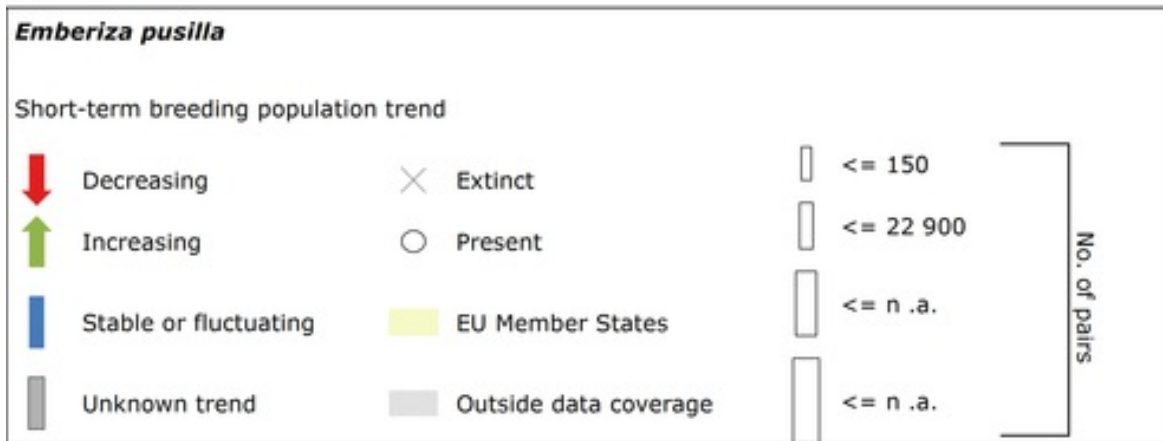 Emberiza pusilla
Short-term breeding population trend
Decreasing
Extinct
<= 150
Increasing
Present
<= 22 900
Stable or fluctuating
EU Member States
<= n .a.
Unknown trend
Outside data coverage
<= n .a.
No. of pairs